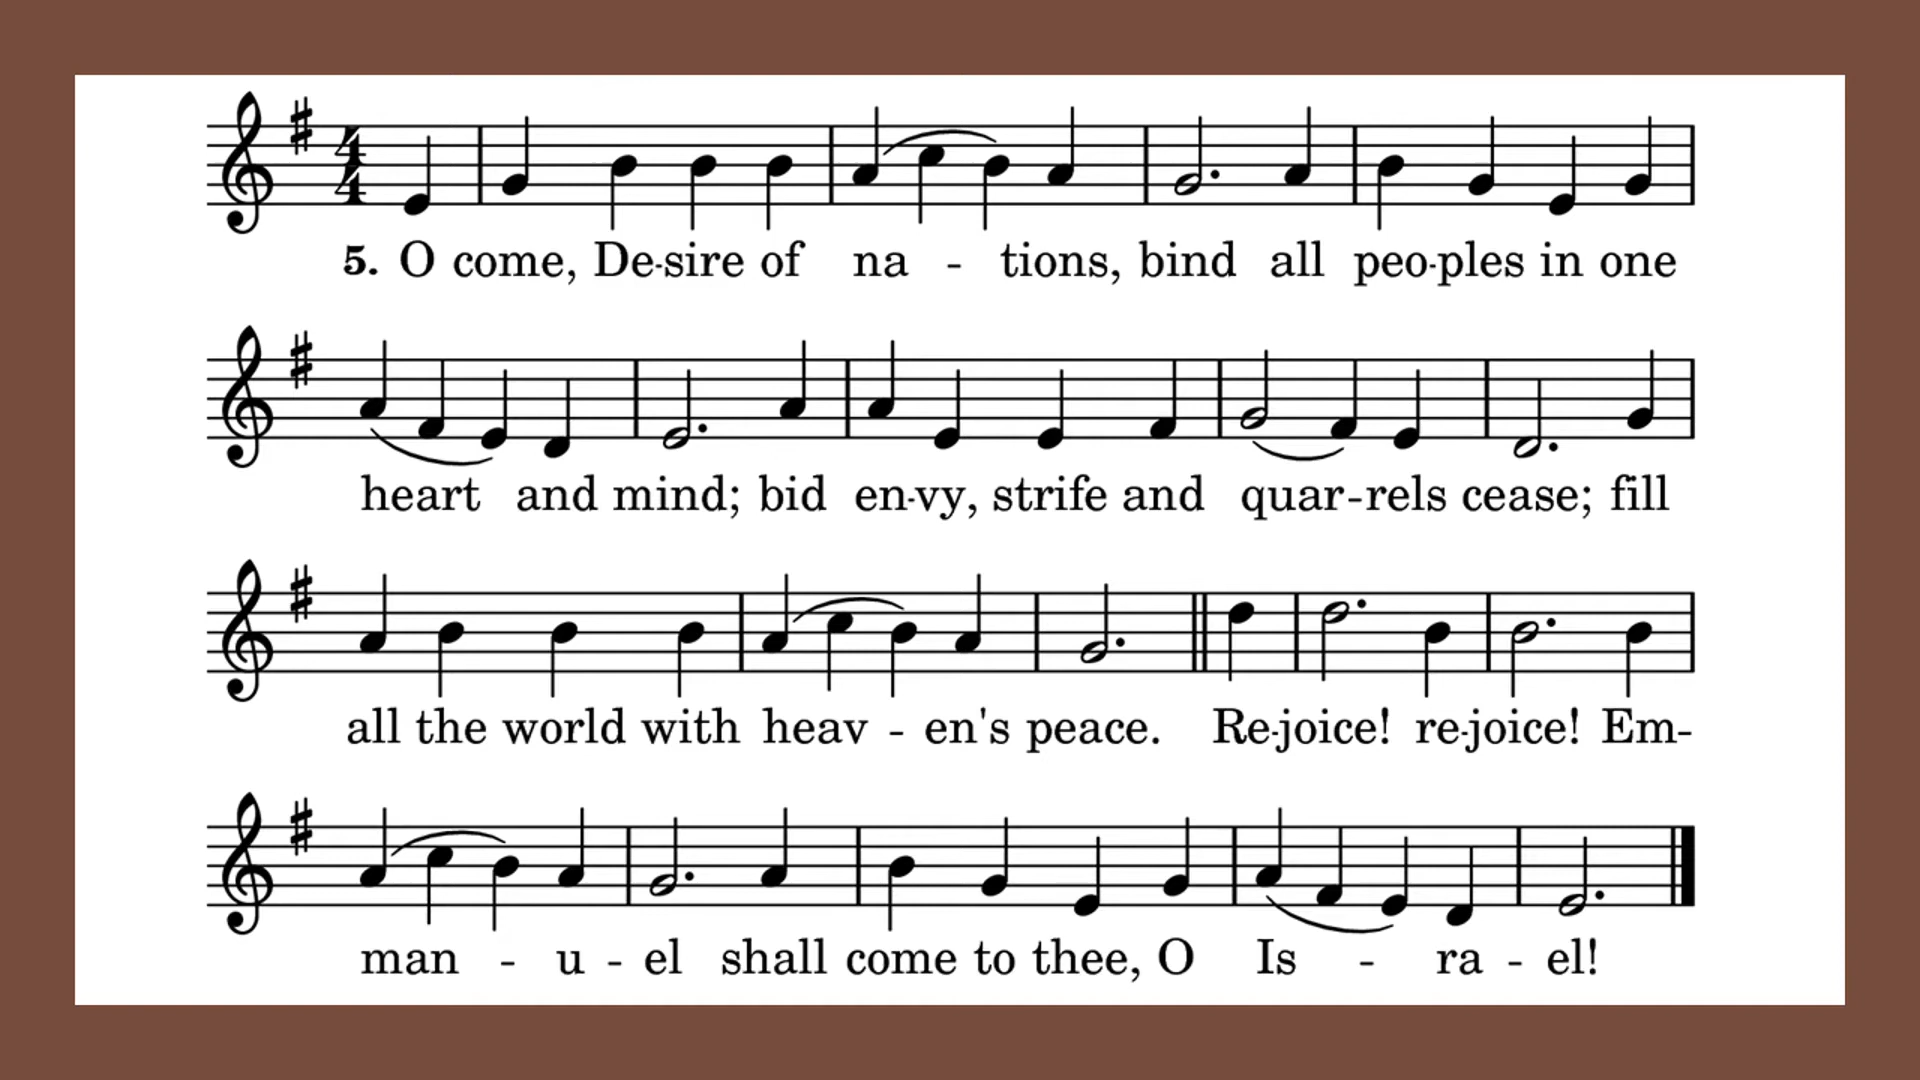 5. O come, De-sire of na - tions, bind all peo-ples in one
heart and mind; bid en-vy, strife and quar-rels cease; fill
all the world with heav - en's peace. Re-joice! re-joice! Em-
man - u - el shall come to thee, O Is - ra - el!